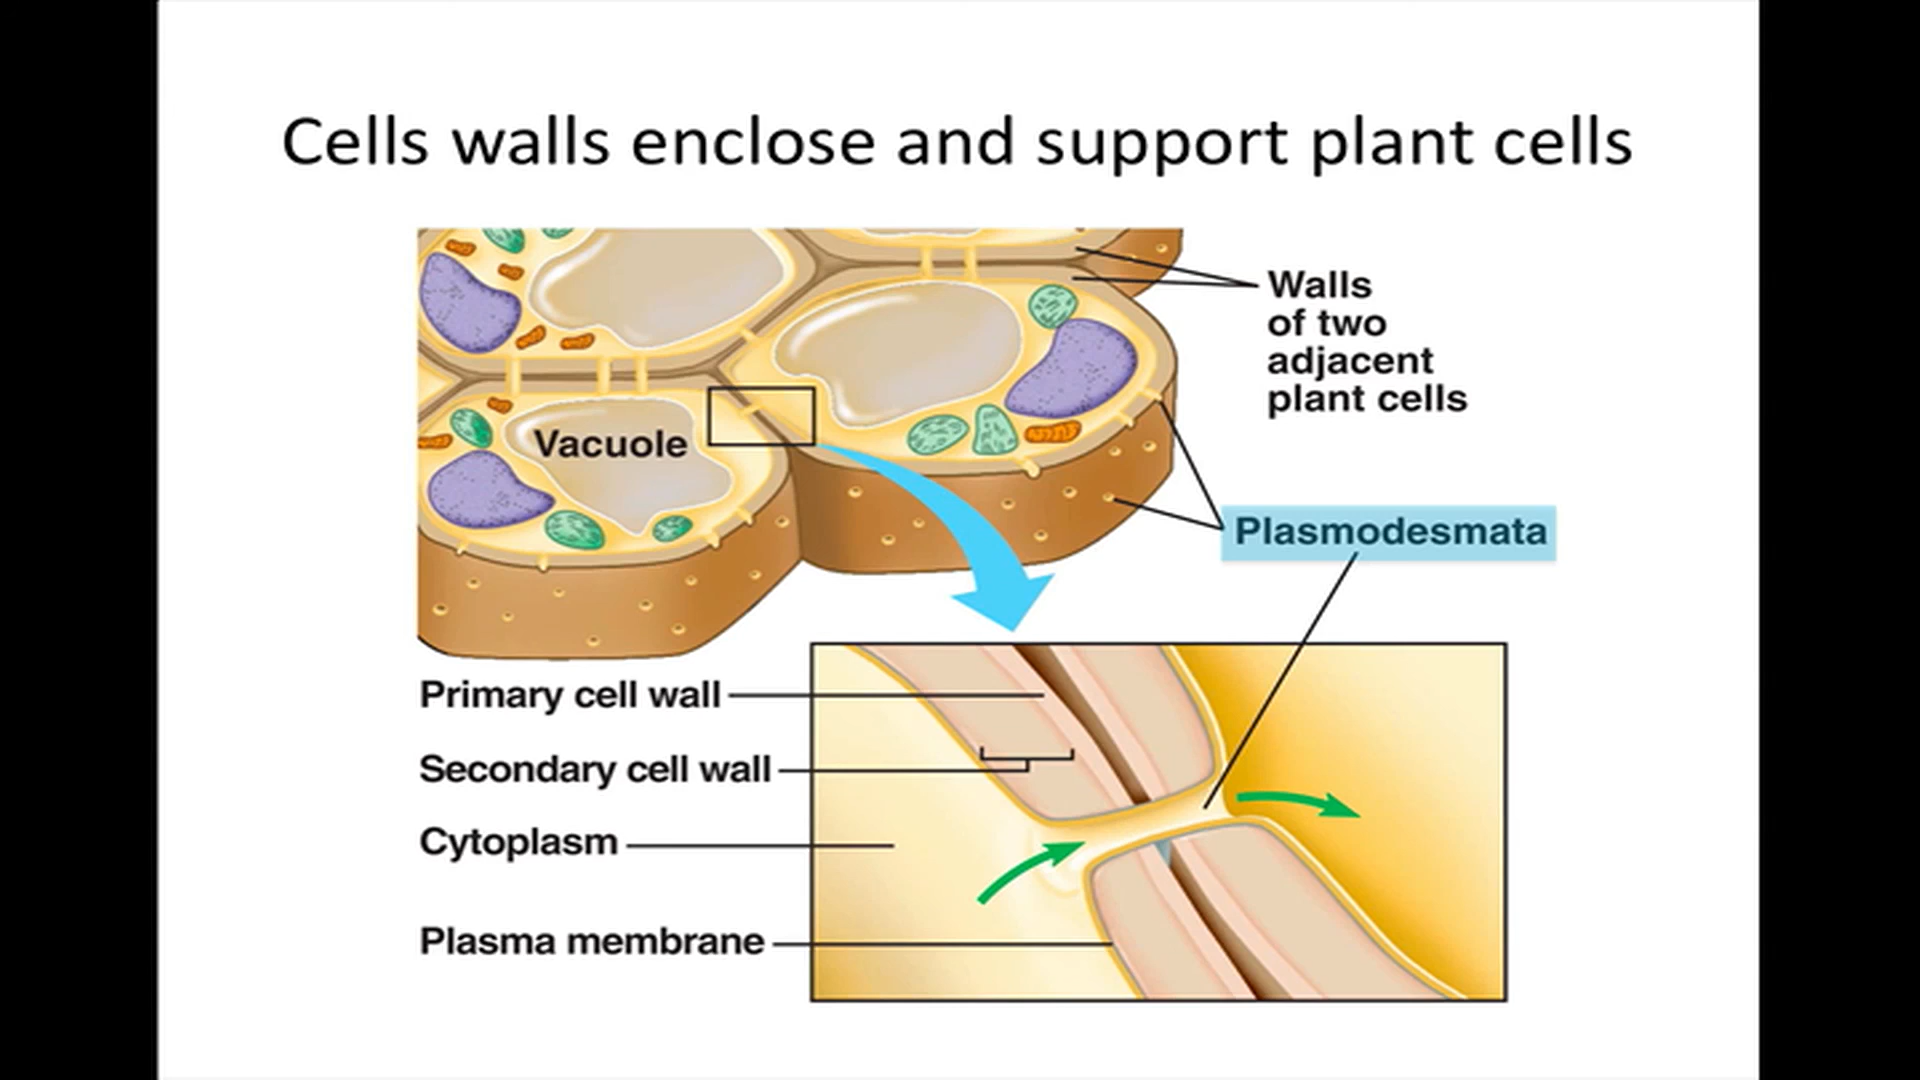 Cells walls enclose and support plant cells
Walls
of two
adjacent
plant cells
Vacuole
Plasmodesmata
Primary cell wall
Secondary cell wall
Cytoplasm
Plasma membrane